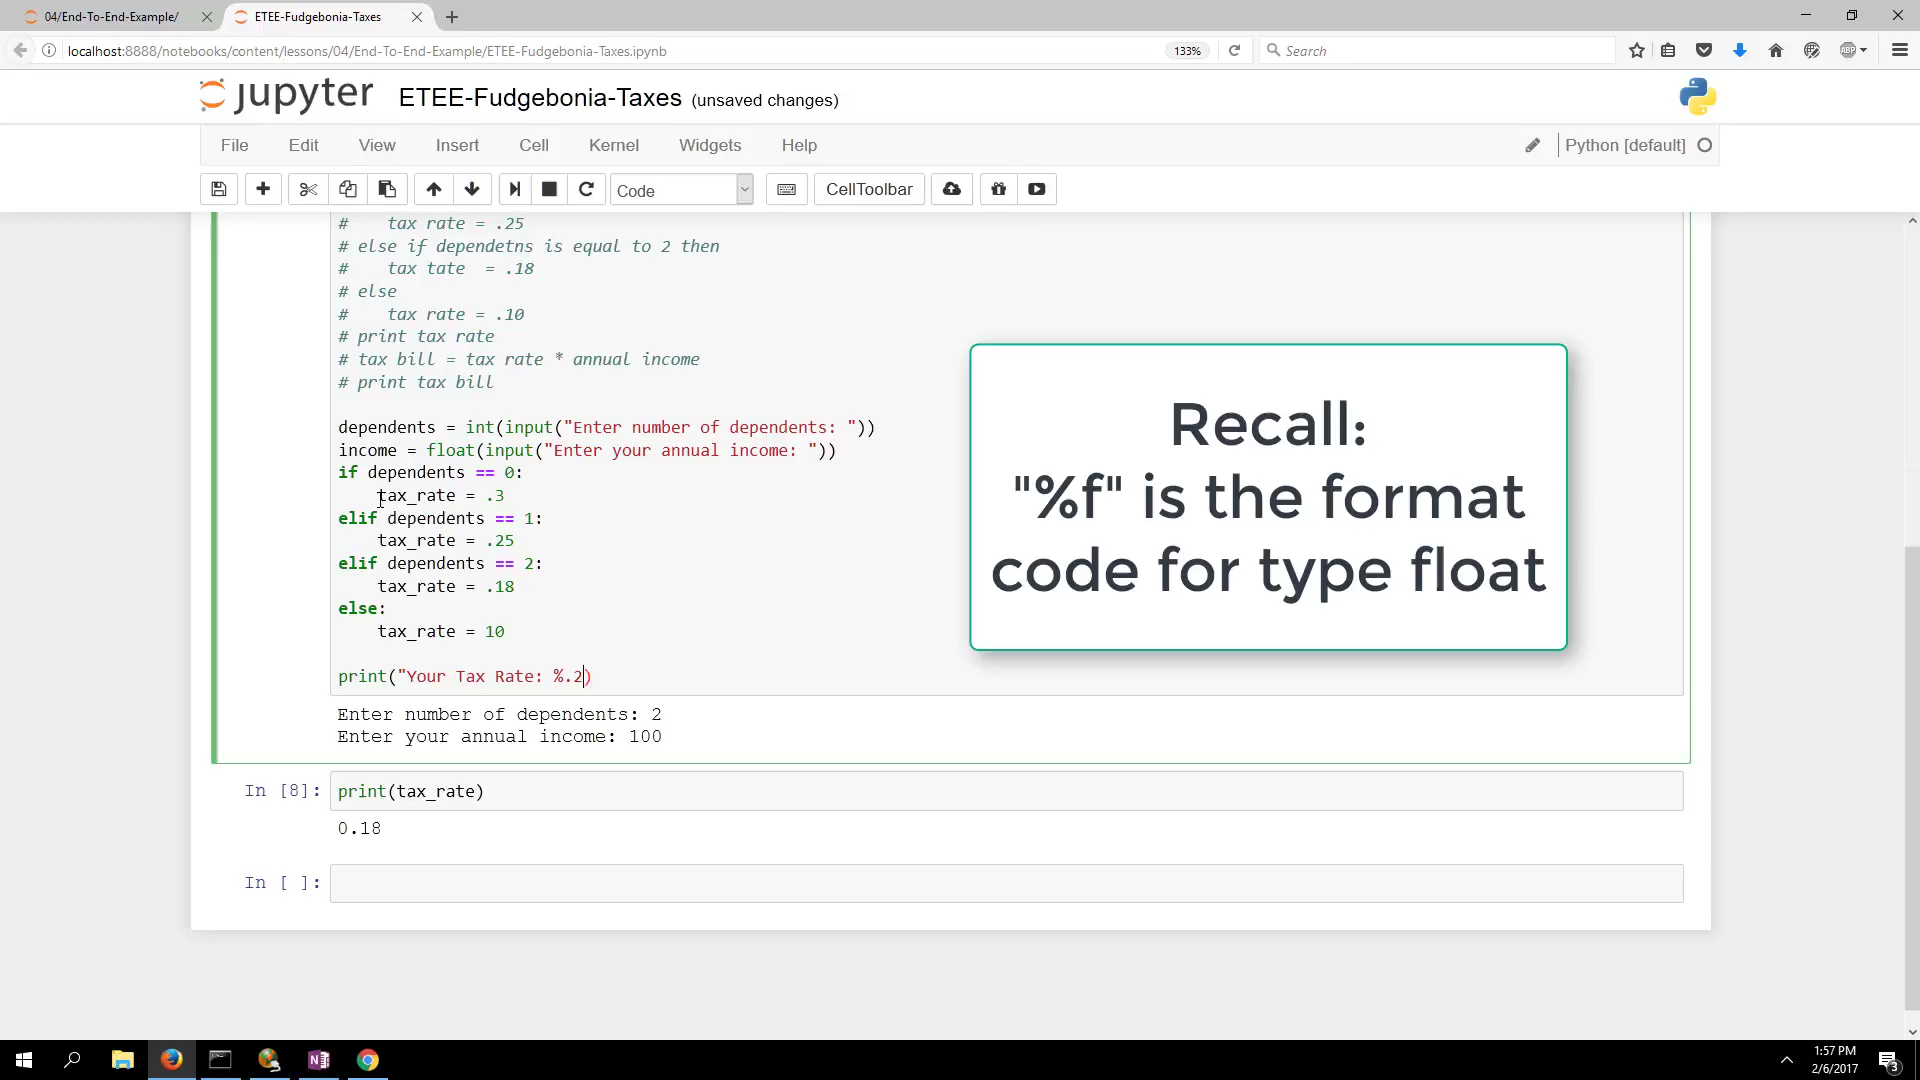 04/End-To-End-Example/
ETEE-Fudgebonia-Taxes
localhost:8888/notebooks/content/lessons/04/End-To-End-Example/ETEE-Fudgebonia-Taxes.ipynb
133%
Search
ABP
jupyter ETEE-Fudgebonia-Taxes (unsaved changes)
File Edit View Insert Cell Kernel Widgets Help
Python [default]
Code
CellToolbar
#    tax rate = .25
# else if dependetns is equal to 2 then
#    tax tate  = .18
# else
#    tax rate = .10
# print tax rate
# tax bill = tax rate * annual income
# print tax bill
dependents = int(input("Enter number of dependents: "))
income = float(input("Enter your annual income: "))
if dependents == 0:
    tax_rate = .3
elif dependents == 1:
    tax_rate = .25
elif dependents == 2:
    tax_rate = .18
else:
    tax_rate = 10
print("Your Tax Rate: %.2)
Enter number of dependents: 2
Enter your annual income: 100
In [8]: print(tax_rate)
0.18
In [ ]:
Recall:
"%f" is the format
code for type float
N
1:57 PM
2/6/2017
3